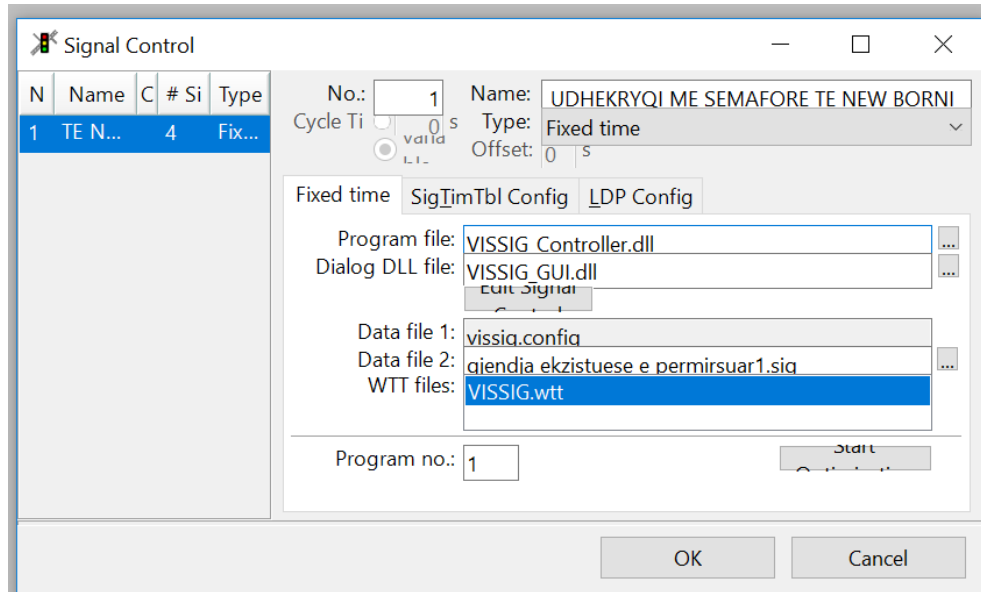 Signal Control
N Name C # Si Type
1 TE N... 4 Fix...
No.: 1 Name: UDHEKRYQI ME SEMAFORE TE NEW BORNI
Cycle Ti 0 s Type: Fixed time
Offset: 0 s
Fixed time SigTimTbl Config LDP Config
Program file: VISSIG_Controller.dll ...
Dialog DLL file: VISSIG_GUI.dll ...
Edit Signal
Data file 1: vissig.config
Data file 2: gjendja ekzistuese e permirsuar1.sig ...
WTT files: VISSIG.wtt
Program no.: 1 Start
OK Cancel